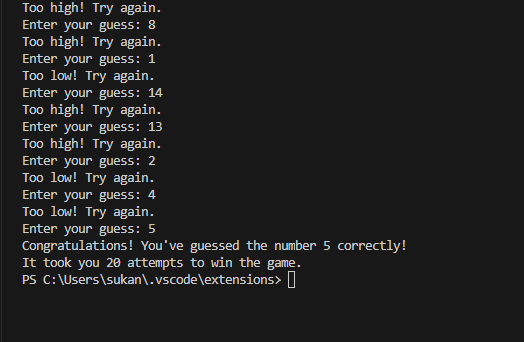 Too high! Try again.
Enter your guess: 8
Too high! Try again.
Enter your guess: 1
Too low! Try again.
Enter your guess: 14
Too high! Try again.
Enter your guess: 13
Too high! Try again.
Enter your guess: 2
Too low! Try again.
Enter your guess: 4
Too low! Try again.
Enter your guess: 5
Congratulations! You've guessed the number 5 correctly!
It took you 20 attempts to win the game.
PS C:\Users\sukan\.vscode\extensions>